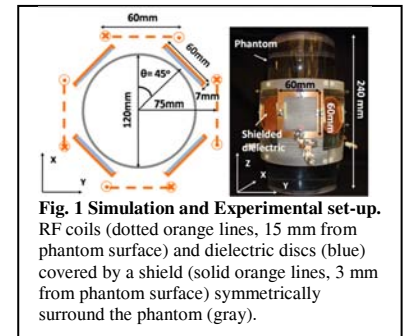 60mm
θ= 45°
60mm
7mm
75mm
120mm
X
Y
Phantom
60mm
60mm
240 mm
Shielded
dielectric
Z
X
Y
Fig. 1 Simulation and Experimental set-up.
RF coils (dotted orange lines, 15 mm from
phantom surface) and dielectric discs (blue)
covered by a shield (solid orange lines, 3 mm
from phantom surface) symmetrically
surround the phantom (gray).